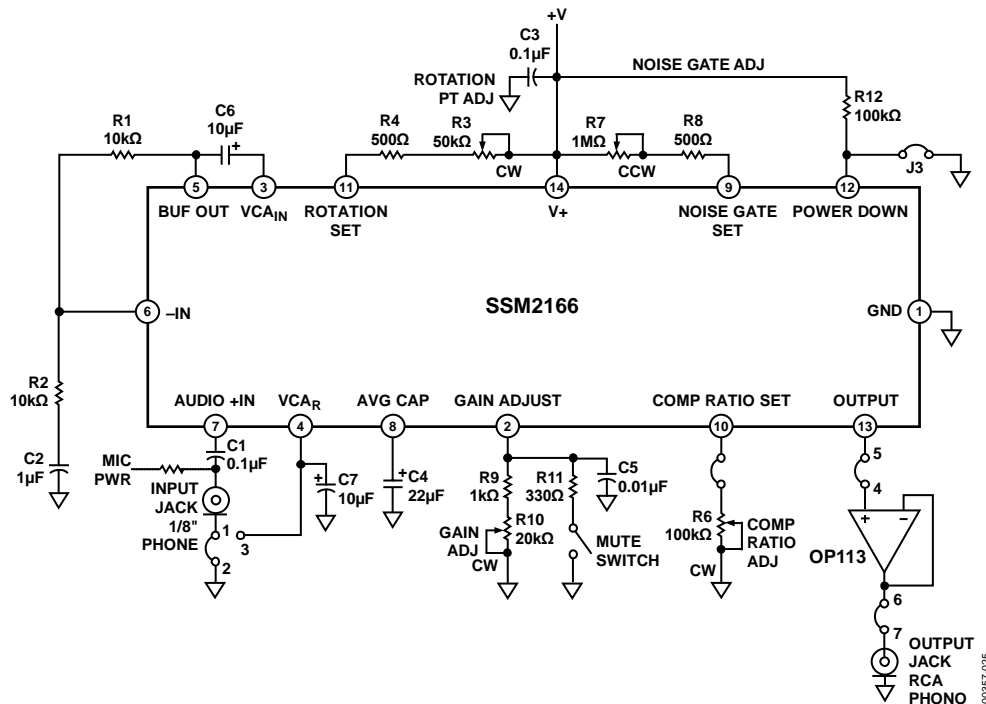 +V
C3
0.1µF
NOISE GATE ADJ
ROTATION
PT ADJ
R12
100kΩ
R1
10kΩ
C6
10µF
+
R4
500Ω
R3
50kΩ
R7
1MΩ
R8
500Ω
CW
CCW
J3
5
3
11
14
9
12
BUF OUT
VCAIN
ROTATION
SET
V+
NOISE GATE
SET
POWER DOWN
6
–IN
SSM2166
GND
1
R2
10kΩ
AUDIO +IN
VCAR
AVG CAP
GAIN ADJUST
COMP RATIO SET
OUTPUT
7
4
8
2
10
13
C2
1µF
MIC
PWR
C1
0.1µF
INPUT
JACK
1/8"
PHONE
1
2
3
+
C7
10µF
+
C4
22µF
R9
1kΩ
R11
330Ω
C5
0.01µF
GAIN
ADJ
R10
20kΩ
CW
MUTE
SWITCH
R6
100kΩ
COMP
RATIO
ADJ
CW
5
4
+
–
OP113
6
7
OUTPUT
JACK
RCA
PHONO
00357-025